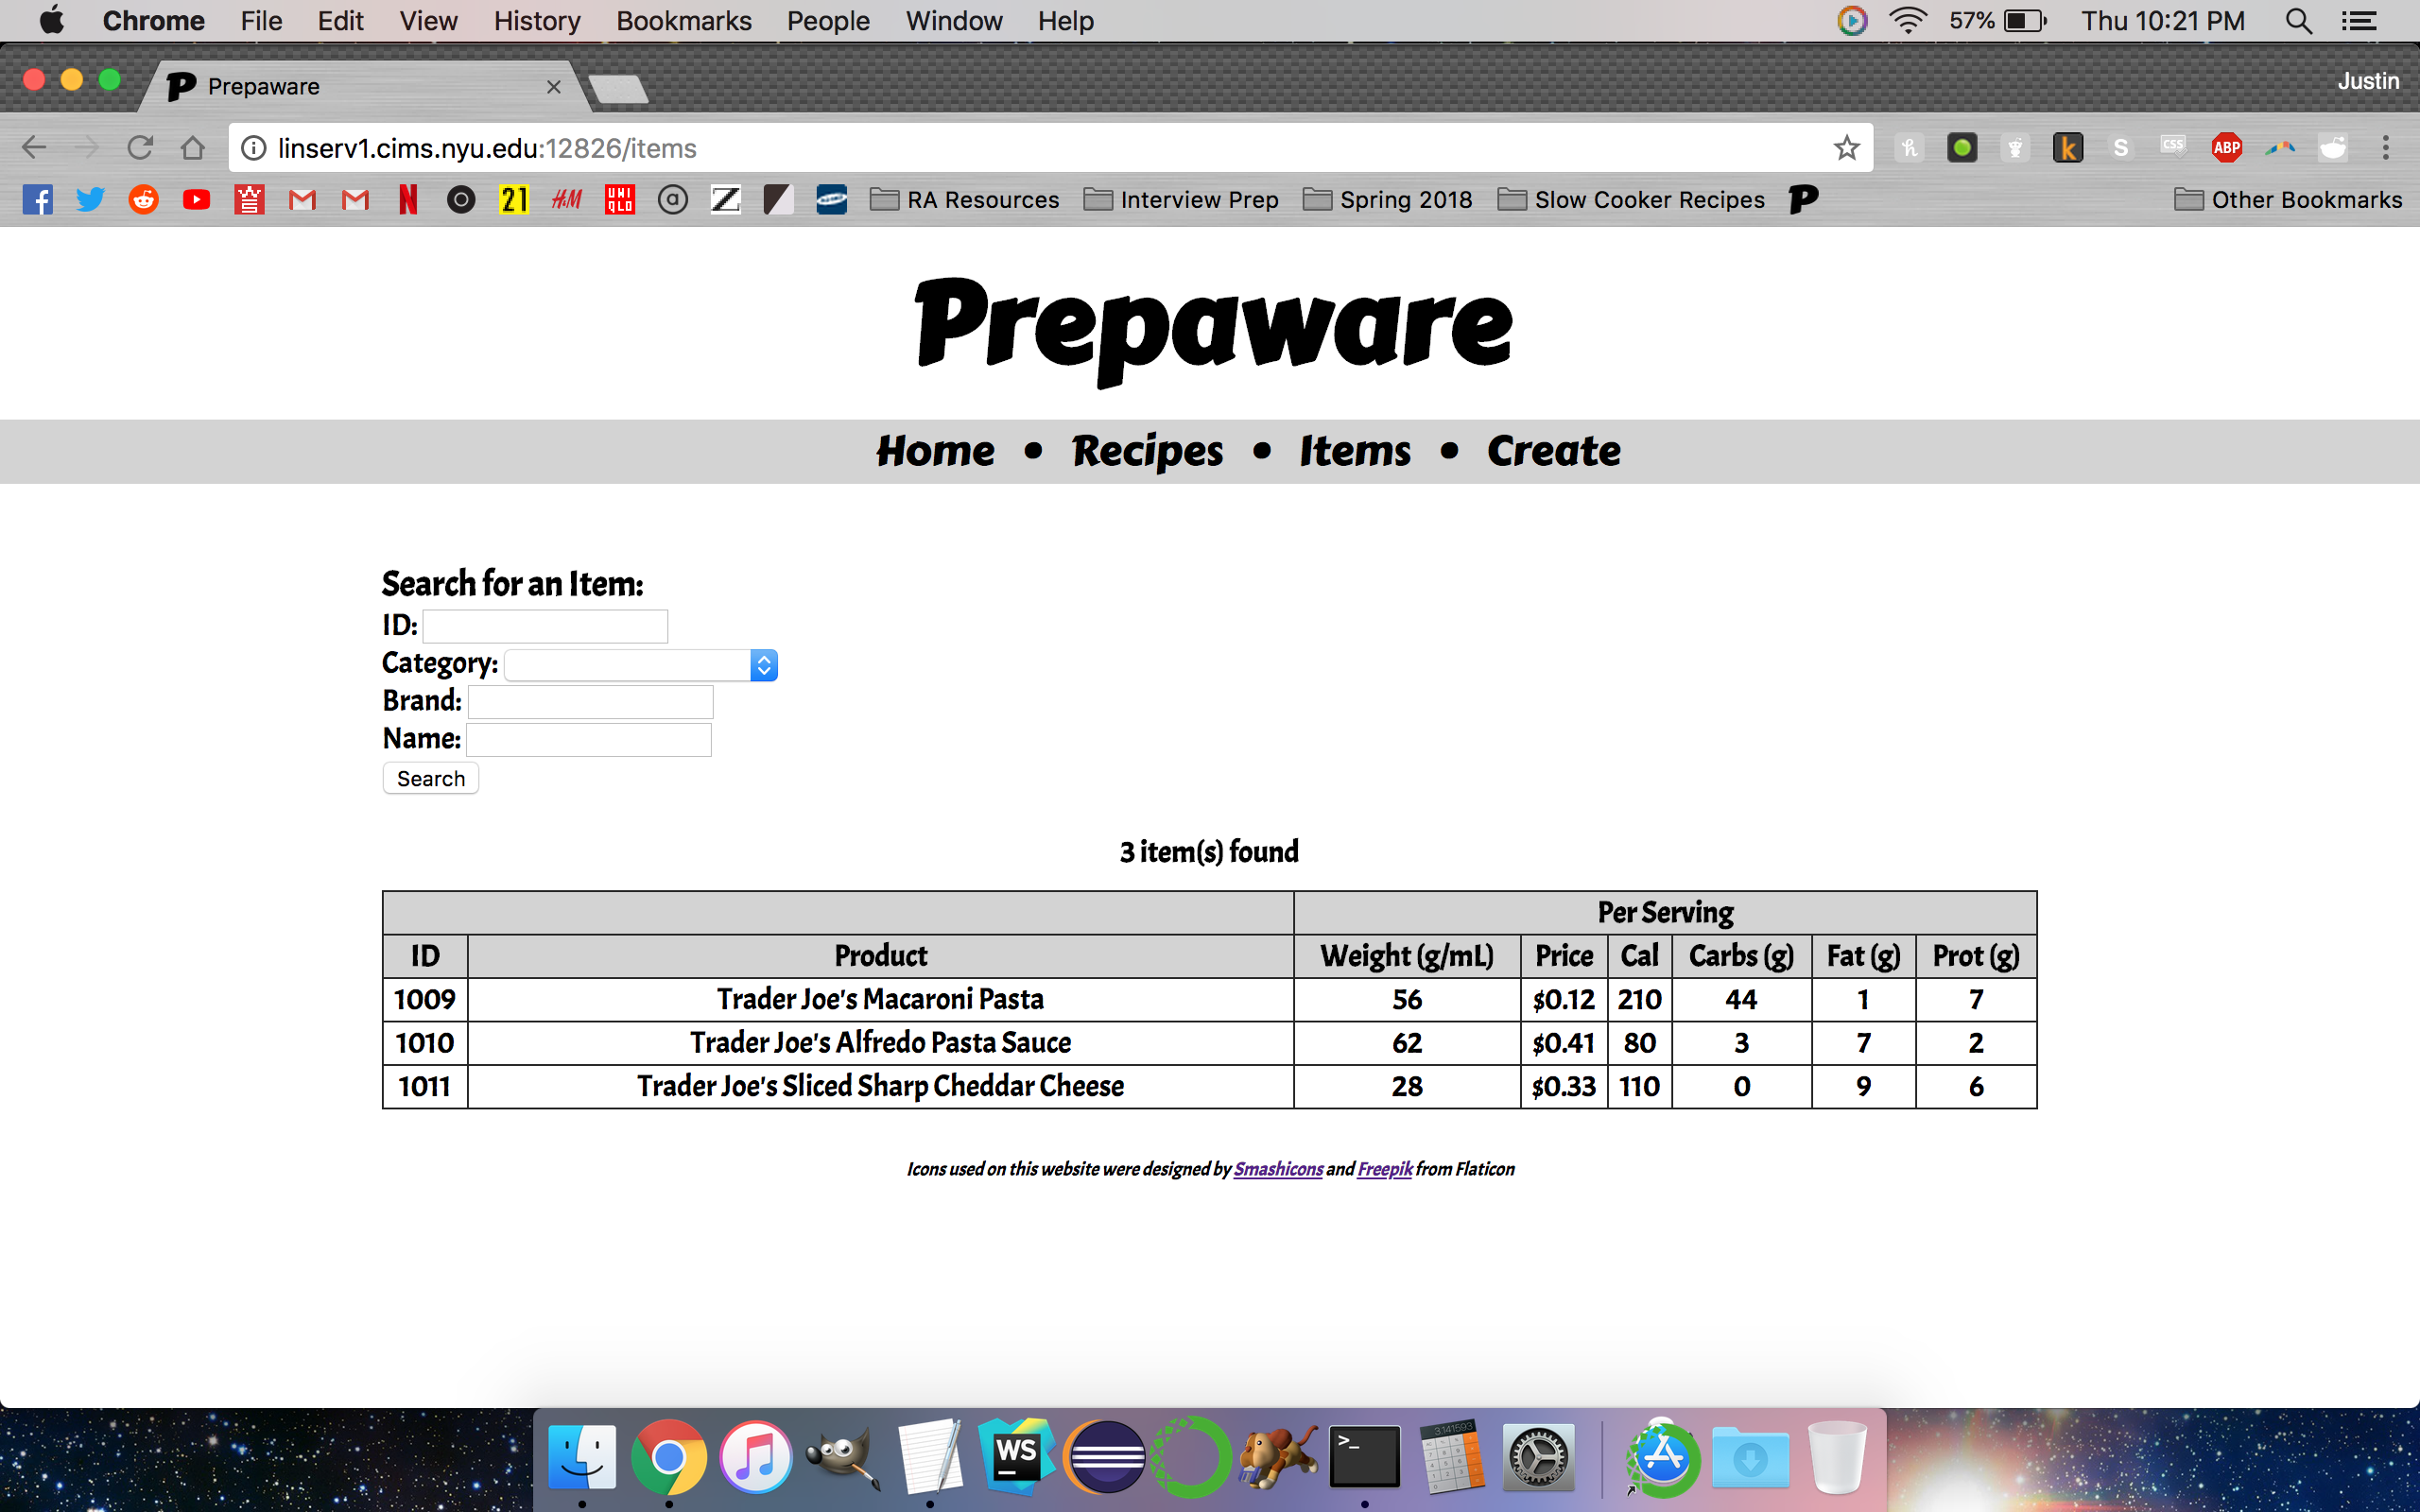 Chrome File Edit View History Bookmarks People Window Help 57% Thu 10:21 PM
Prepaware Justin
linserv1.cims.nyu.edu:12826/items
RA Resources Interview Prep Spring 2018 Slow Cooker Recipes Other Bookmarks
Prepaware
Home • Recipes • Items • Create
Search for an Item:
ID:
Category:
Brand:
Name:
Search
3 item(s) found
Per Serving
ID Product Weight (g/mL) Price Cal Carbs (g) Fat (g) Prot (g)
1009 Trader Joe's Macaroni Pasta 56 $0.12 210 44 1 7
1010 Trader Joe's Alfredo Pasta Sauce 62 $0.41 80 3 7 2
1011 Trader Joe's Sliced Sharp Cheddar Cheese 28 $0.33 110 0 9 6
Icons used on this website were designed by Smashicons and Freepik from Flaticon
WS